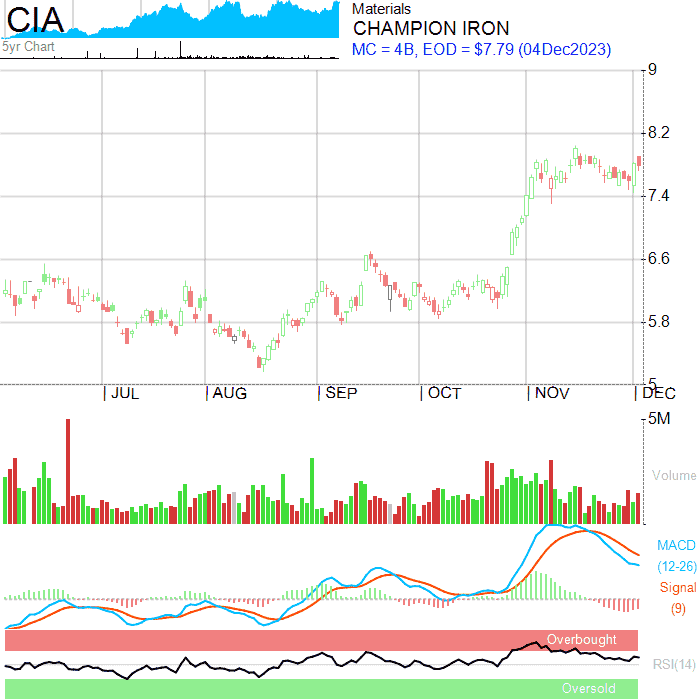 CIA
Materials
CHAMPION IRON
5yr Chart
MC = 4B, EOD = $7.79 (04Dec2023)
9
8.2
7.4
6.6
5.8
5
| JUL | AUG | SEP | OCT | NOV | DEC
5M
Volume
MACD
(12-26)
Signal
(9)
Overbought
RSI(14)
Oversold